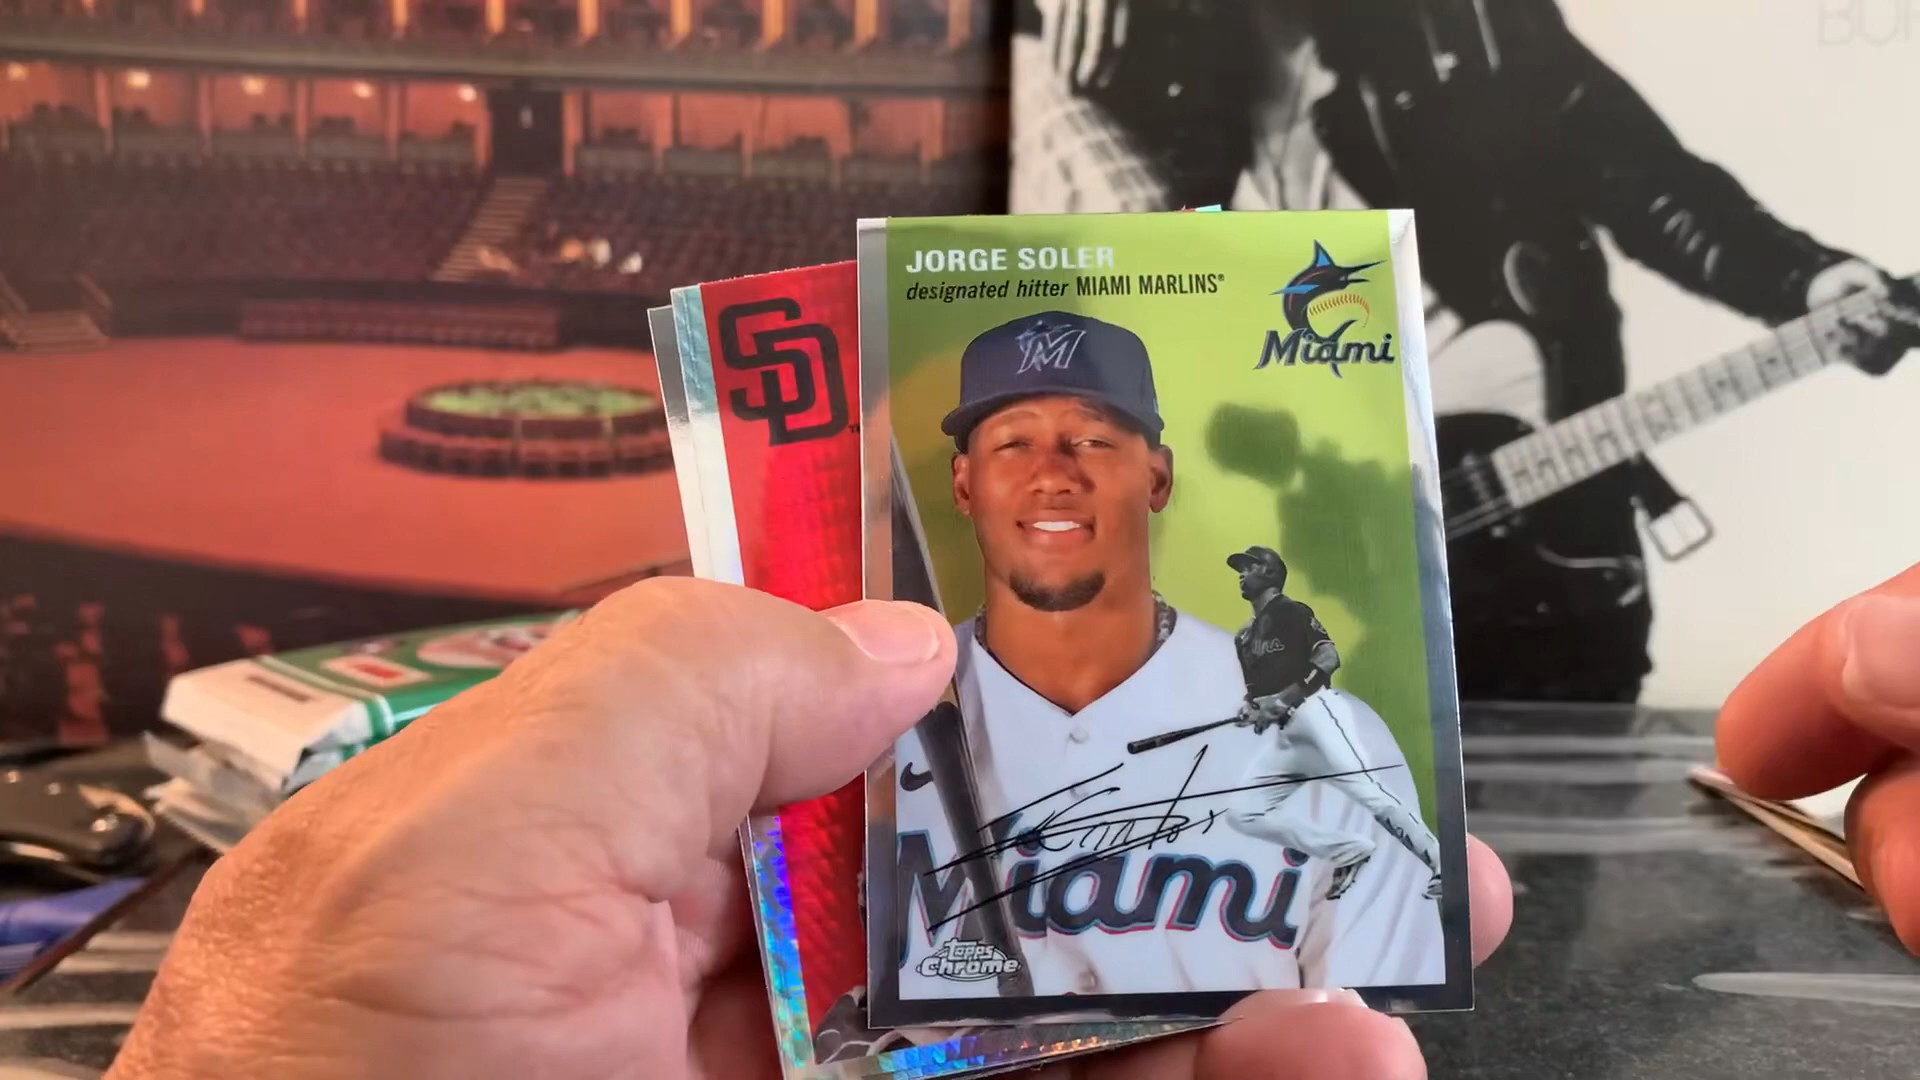 JORGE SOLER
designated hitter MIAMI MARLINS®
Miami
M
SD
Miami
Topps
Chrome